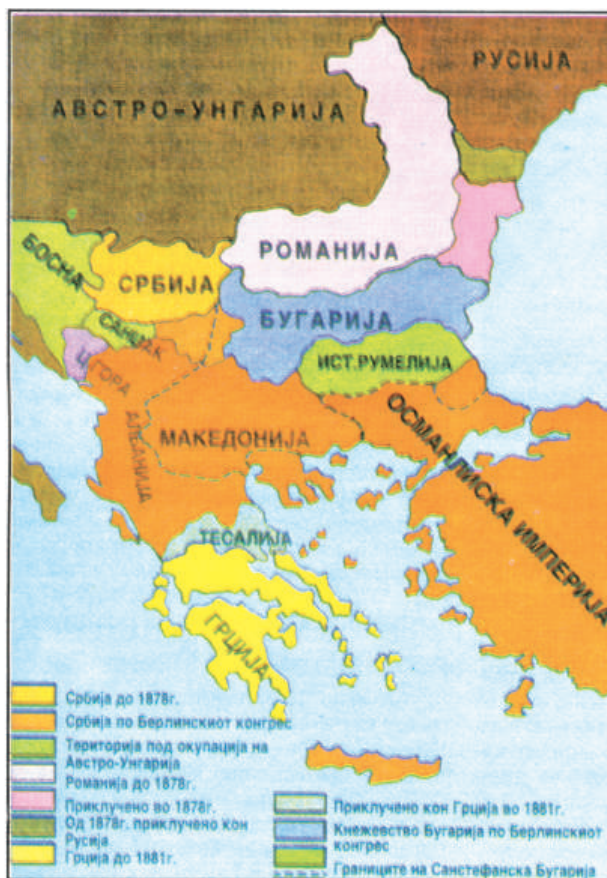 РУСИЈА
АВСТРО-УНГАРИЈА
РОМАНИЈА
БОСНА
СРБИЈА
БУГАРИЈА
САНЏАК
ИСТ.РУМЕЛИЈА
Ц.ГОРА
АЛБАНИЈА
МАКЕДОНИЈА
ОСМАНЛИСКА ИМПЕРИЈА
ТЕСАЛИЈА
ГРЦИЈА
Србија до 1878г.
Србија по Берлинскиот конгрес
Територија под окупација на
Австро-Унгарија
Романија до 1878г.
Приклучено во 1878г.
Од 1878г. приклучено кон
Русија
Грција до 1881г.
Приклучено кон Грција во 1881г.
Кнежевство Бугарија по Берлинскиот
конгрес
Границите на Санстефанска Бугарија